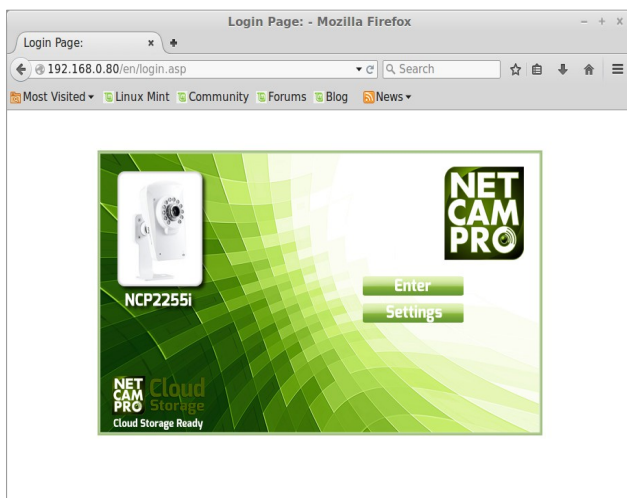 Login Page: - Mozilla Firefox
Login Page:
192.168.0.80/en/login.asp
Search
Most Visited Linux Mint Community Forums Blog News
NET CAM PRO
NCP2255i
Enter
Settings
NET CAM PRO
Cloud Storage
Cloud Storage Ready